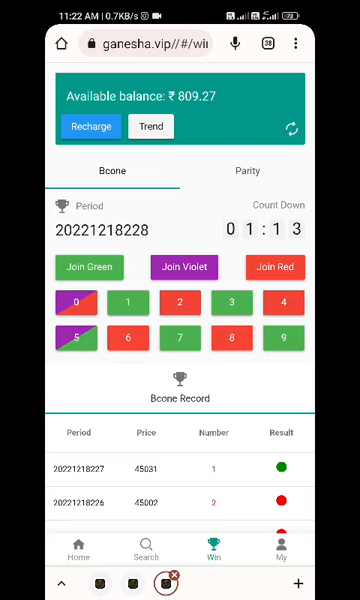 11:22 AM | 0.7KB/s
ganesha.vip//#/win
38
Available balance: ₹ 809.27
Recharge
Trend
Bcone
Parity
Period
Count Down
20221218228
0 1 : 1 3
Join Green
Join Violet
Join Red
0
1
2
3
4
5
6
7
8
9
Bcone Record
Period
Price
Number
Result
20221218227
45031
1
20221218226
45002
2
Home
Search
Win
My